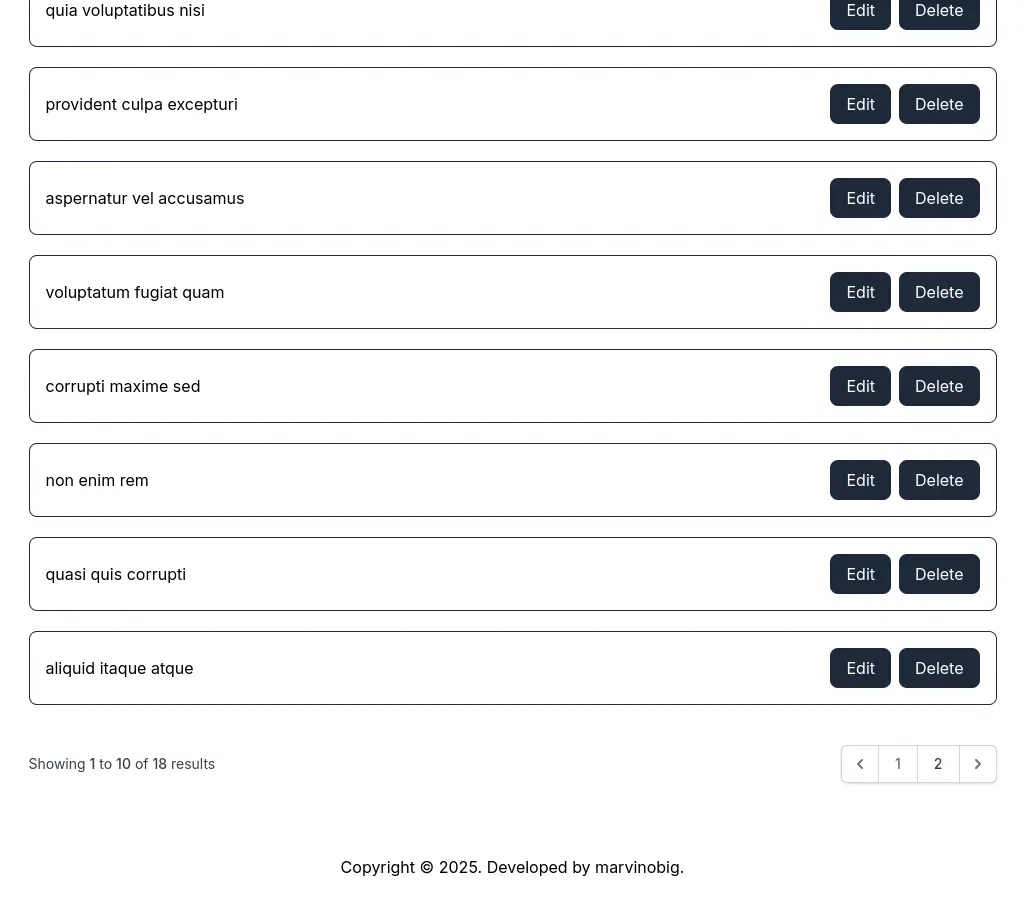 quia voluptatibus nisi Edit Delete
provident culpa excepturi Edit Delete
aspernatur vel accusamus Edit Delete
voluptatum fugiat quam Edit Delete
corrupti maxime sed Edit Delete
non enim rem Edit Delete
quasi quis corrupti Edit Delete
aliquid itaque atque Edit Delete
Showing 1 to 10 of 18 results 1 2
Copyright © 2025. Developed by marvinobig.